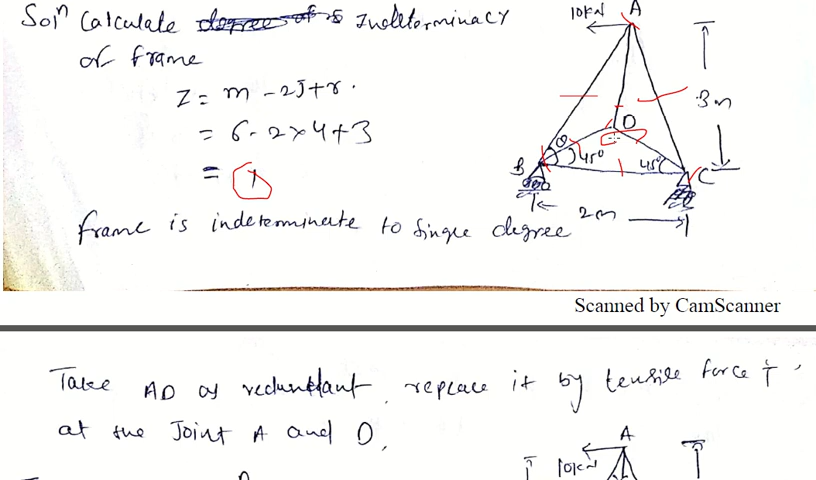 Solⁿ Calculate degree of Indeterminacy
of frame
Z = m - 2J + r.
= 6 - 2x4 + 3
= 1
10kN A
3m
D
θ
45° 45°
B C
2m
frame is indeterminate to single degree
Scanned by CamScanner
Take AD as redundant, replace it by tensile force T
at the Joint A and D,
A
10kN